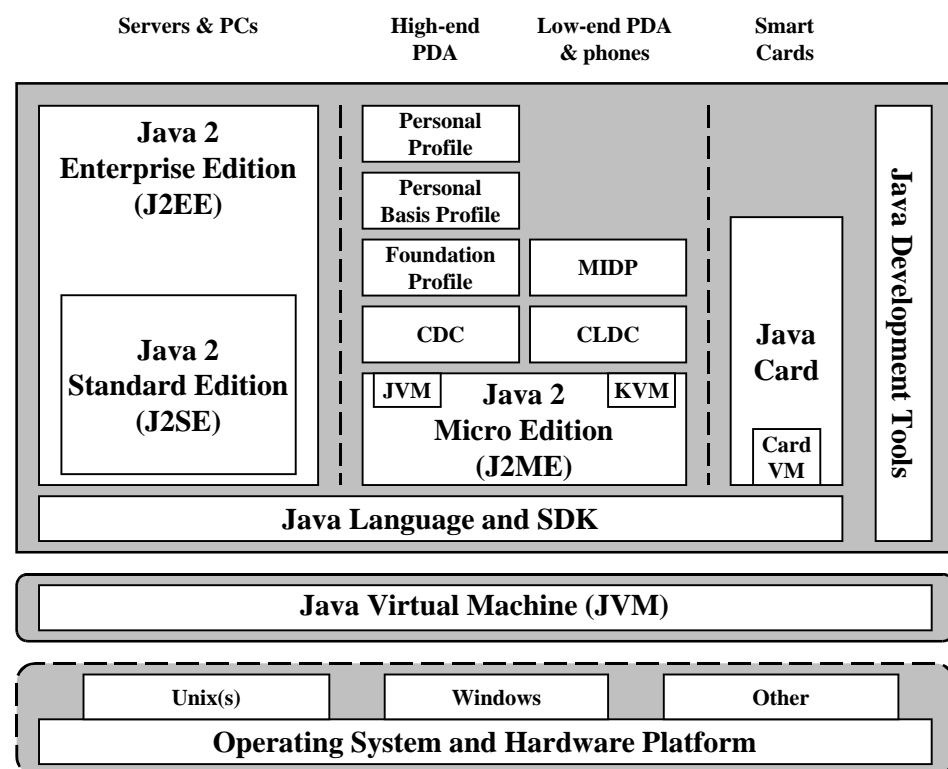 Servers & PCs
High-end
PDA
Low-end PDA
& phones
Smart
Cards
Java 2
Enterprise Edition
(J2EE)
Java 2
Standard Edition
(J2SE)
Personal
Profile
Personal
Basis Profile
Foundation
Profile
MIDP
CDC
CLDC
JVM
KVM
Java 2
Micro Edition
(J2ME)
Java
Card
Card
VM
Java Development Tools
Java Language and SDK
Java Virtual Machine (JVM)
Unix(s)
Windows
Other
Operating System and Hardware Platform